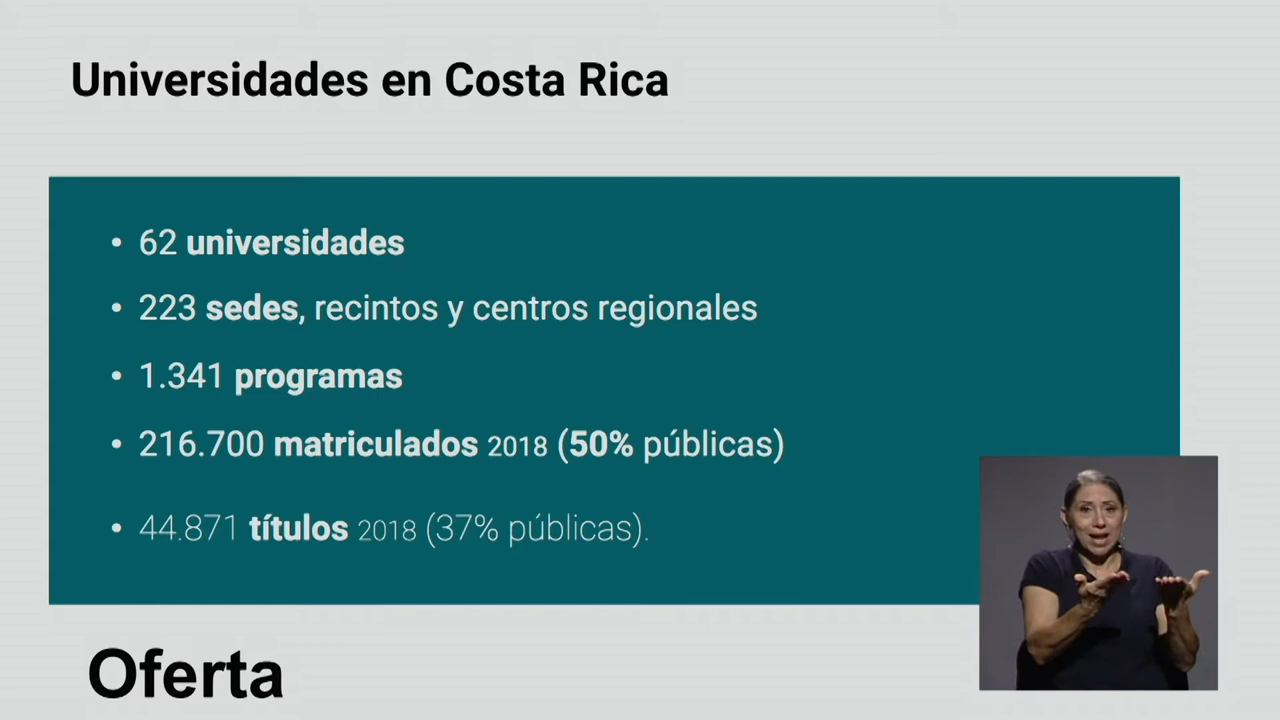 Universidades en Costa Rica
• 62 universidades
• 223 sedes, recintos y centros regionales
• 1.341 programas
• 216.700 matriculados 2018 (50% públicas)
• 44.871 títulos 2018 (37% públicas).
Oferta